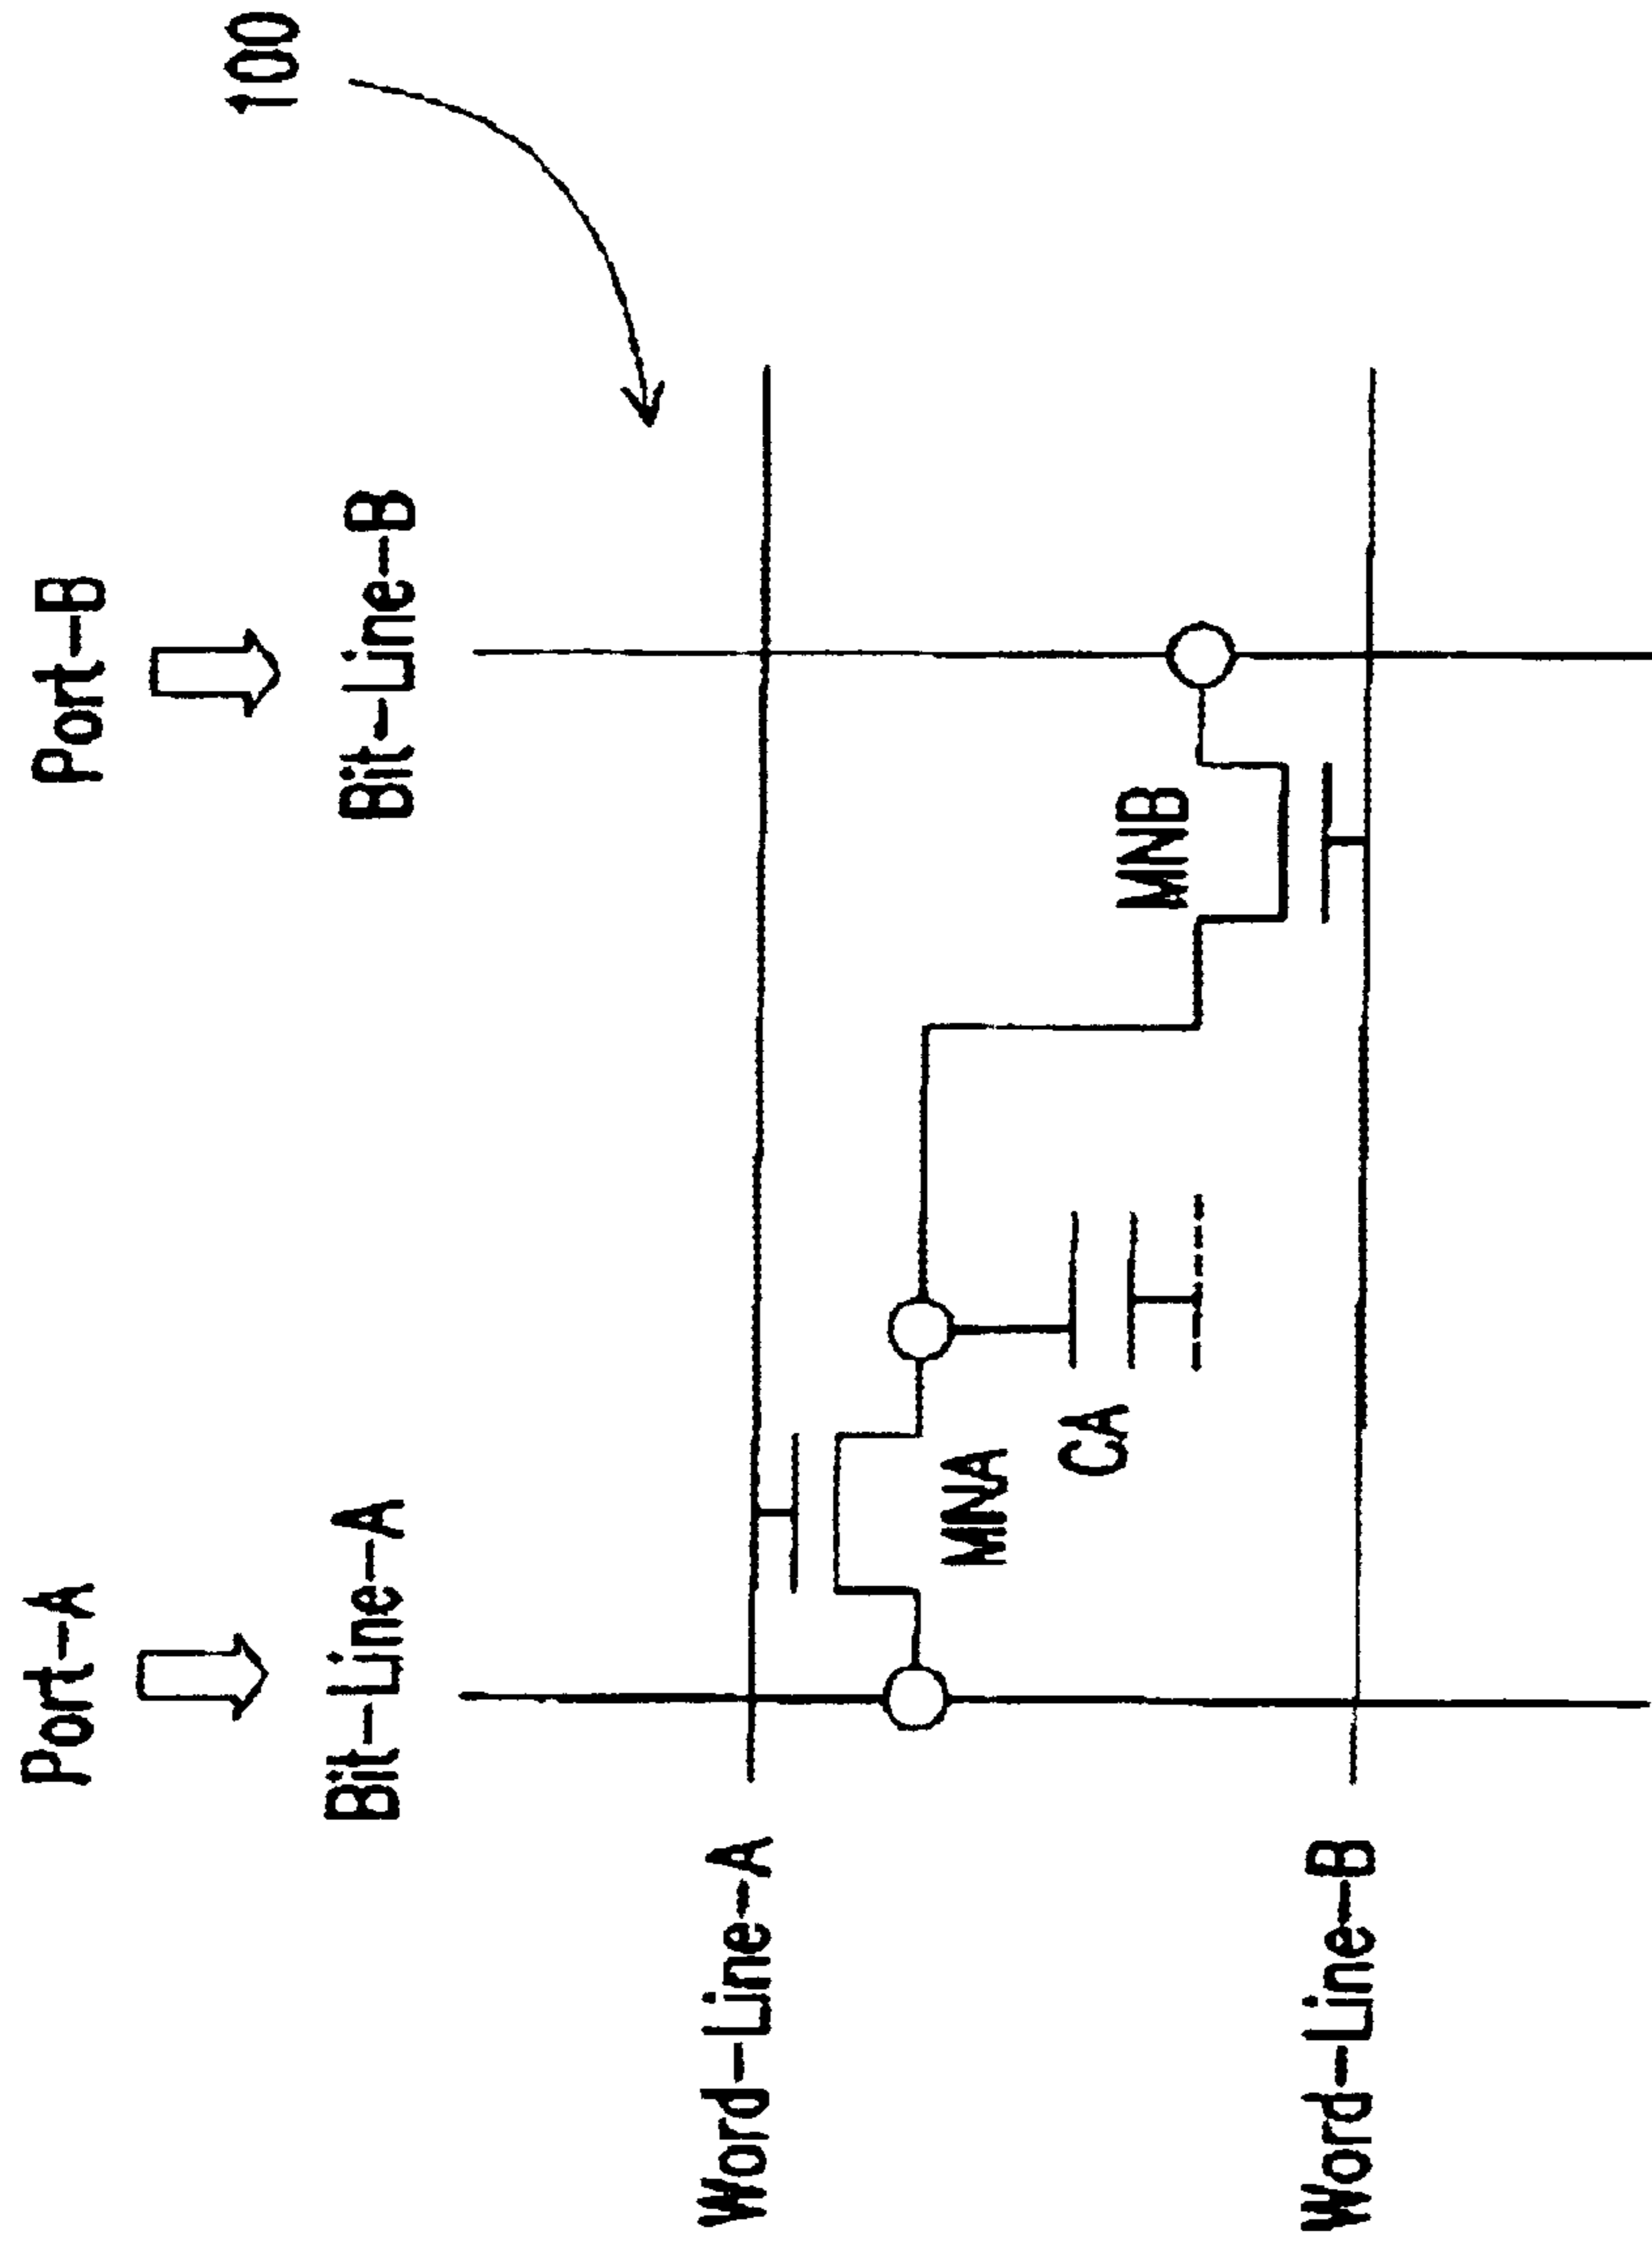 100
Port-A
Port-B
Bit-Line-A
Bit-Line-B
Word-Line-A
MNA
MNB
CA
Word-Line-B